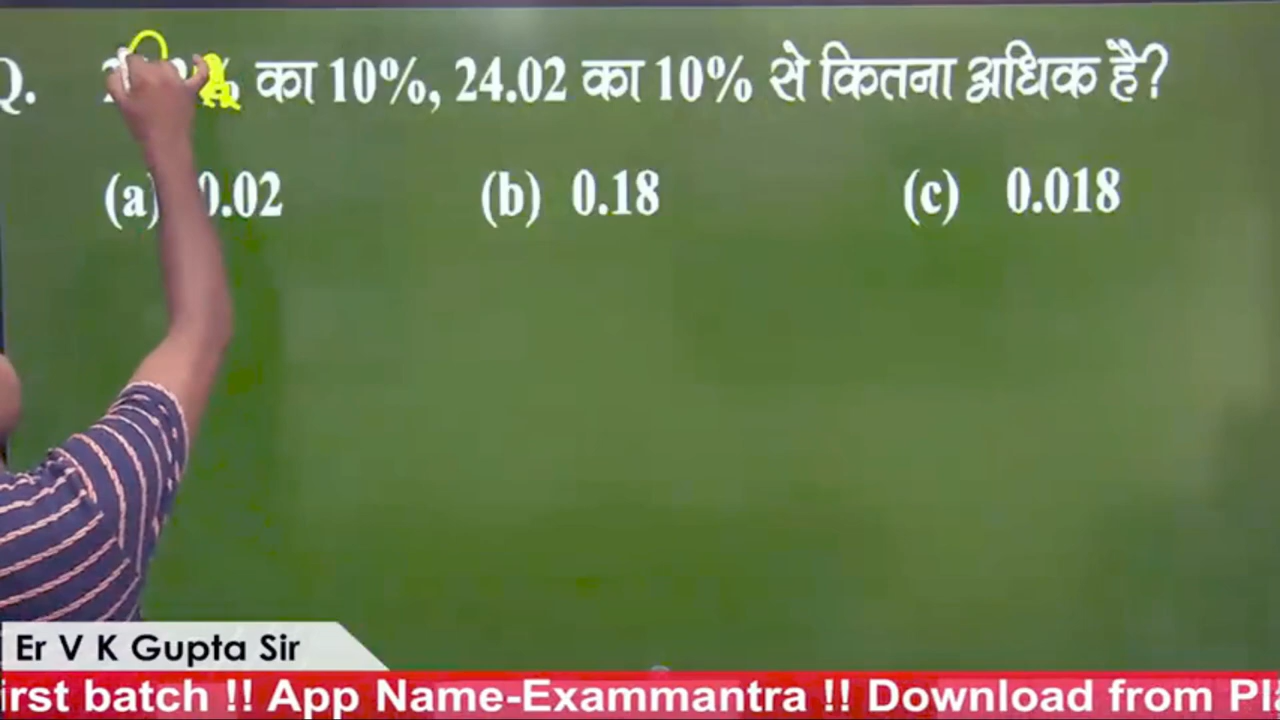 Q. का 10%, 24.02 का 10% से कितना अधिक है?
(a) 0.02 (b) 0.18 (c) 0.018
Er V K Gupta Sir
irst batch !! App Name-Exammantra !! Download from Pl